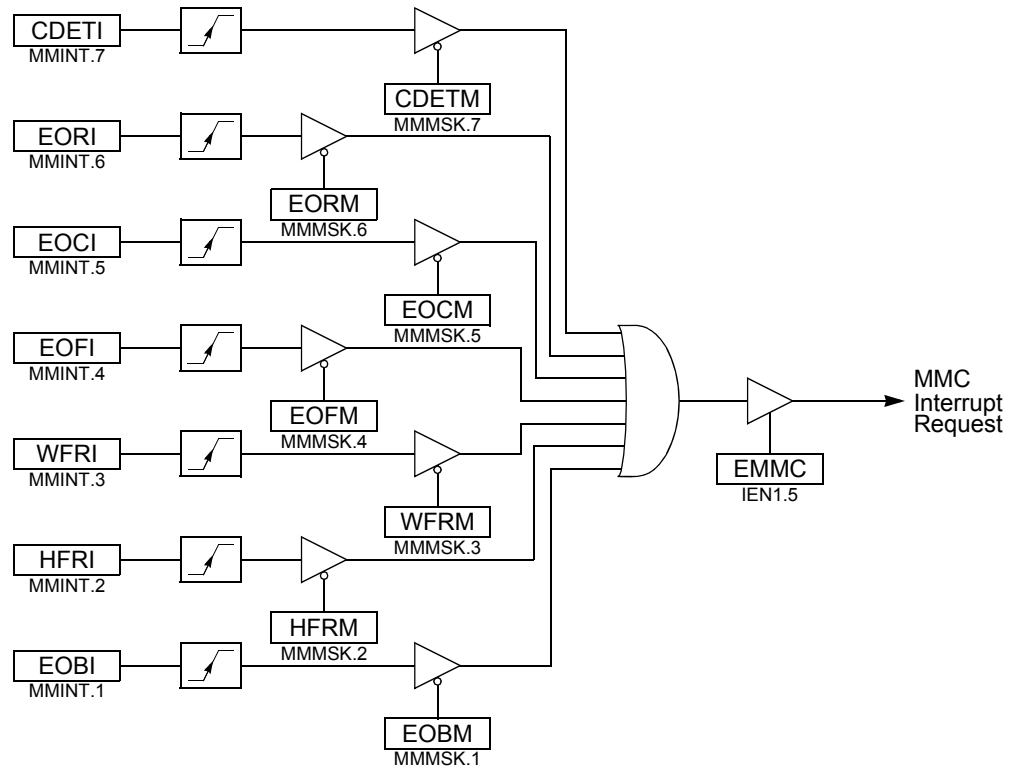 CDETI
MMINT.7
CDETM
MMMSK.7
EORI
MMINT.6
EORM
MMMSK.6
EOCI
MMINT.5
EOCM
MMMSK.5
EOFI
MMINT.4
EOFM
MMMSK.4
MMC
Interrupt
Request
WFRI
MMINT.3
EMMC
IEN1.5
WFRM
MMMSK.3
HFRI
MMINT.2
HFRM
MMMSK.2
EOBI
MMINT.1
EOBM
MMMSK.1